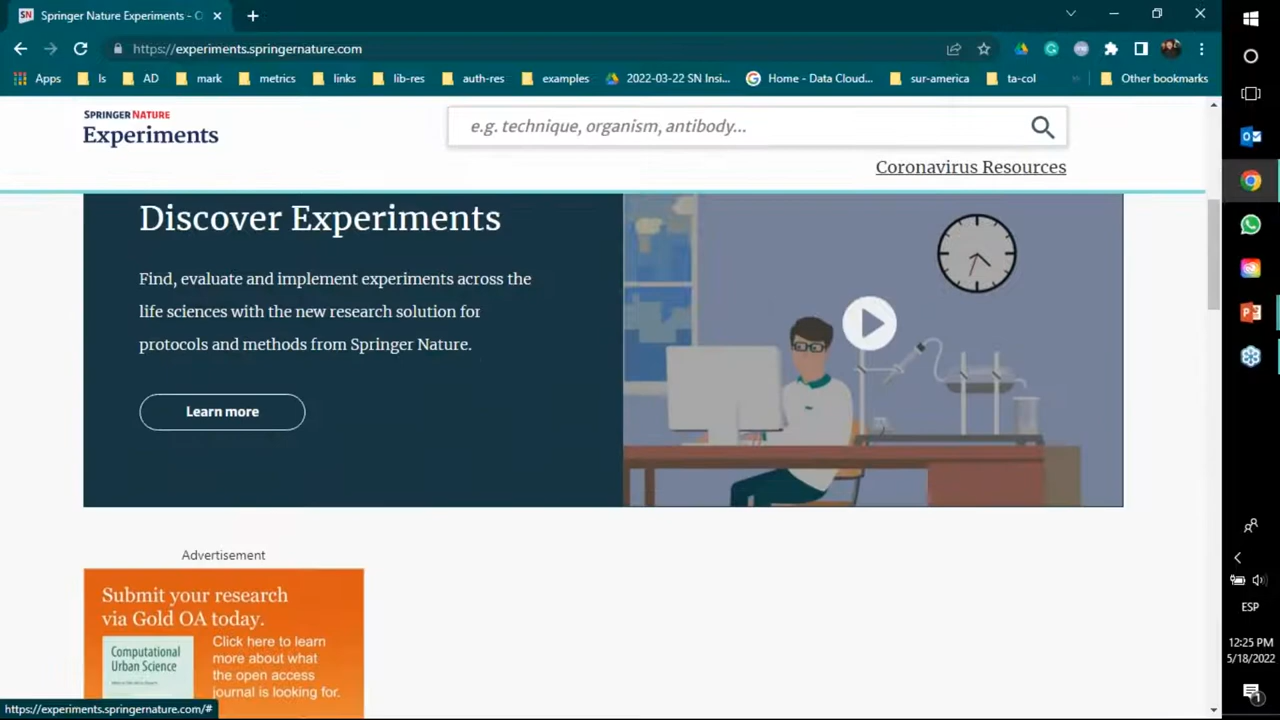 Springer Nature Experiments - O
https://experiments.springernature.com
Apps
ls
AD
mark
metrics
links
lib-res
auth-res
examples
2022-03-22 SN Insi...
Home - Data Cloud...
sur-america
ta-col
Other bookmarks
SPRINGER NATURE
Experiments
e.g. technique, organism, antibody...
Coronavirus Resources
Discover Experiments
Find, evaluate and implement experiments across the
life sciences with the new research solution for
protocols and methods from Springer Nature.
Learn more
Advertisement
Submit your research
via Gold OA today.
Computational
Urban Science
Click here to learn
more about what
the open access
journal is looking for.
https://experiments.springernature.com/#
ESP
12:25 PM
5/18/2022
1